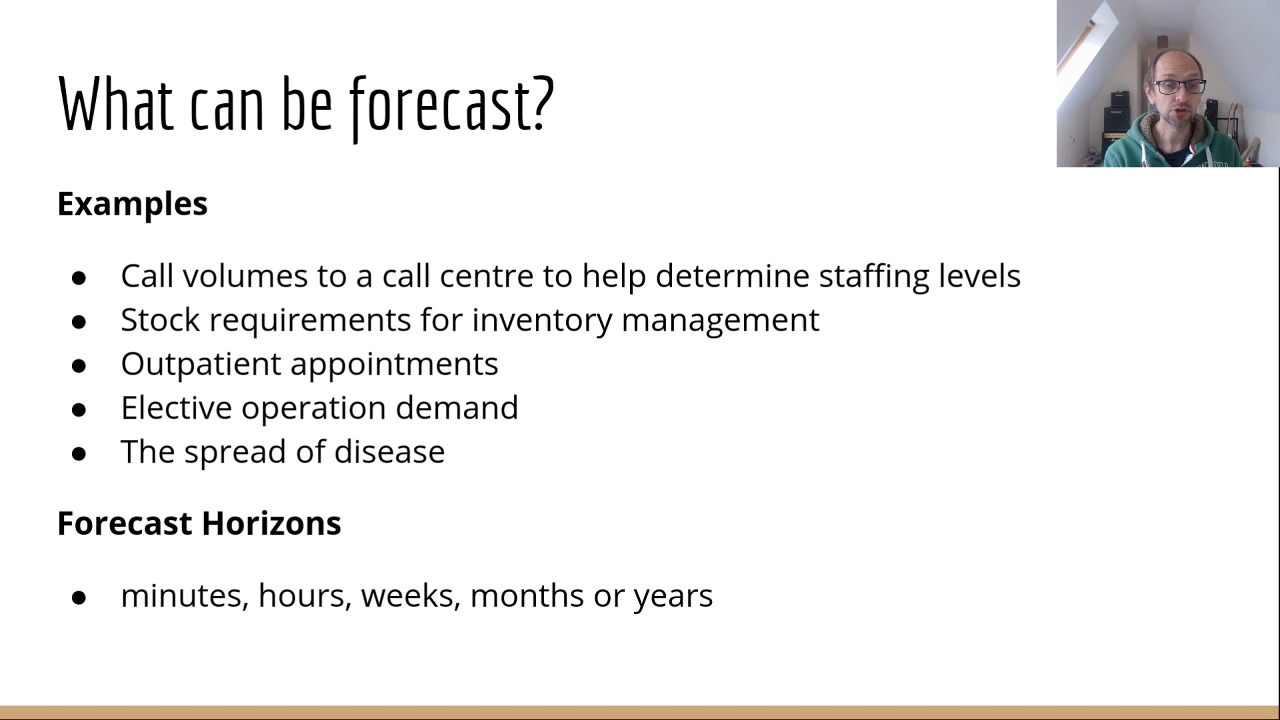 What can be forecast?
Examples
● Call volumes to a call centre to help determine staffing levels
● Stock requirements for inventory management
● Outpatient appointments
● Elective operation demand
● The spread of disease
Forecast Horizons
● minutes, hours, weeks, months or years